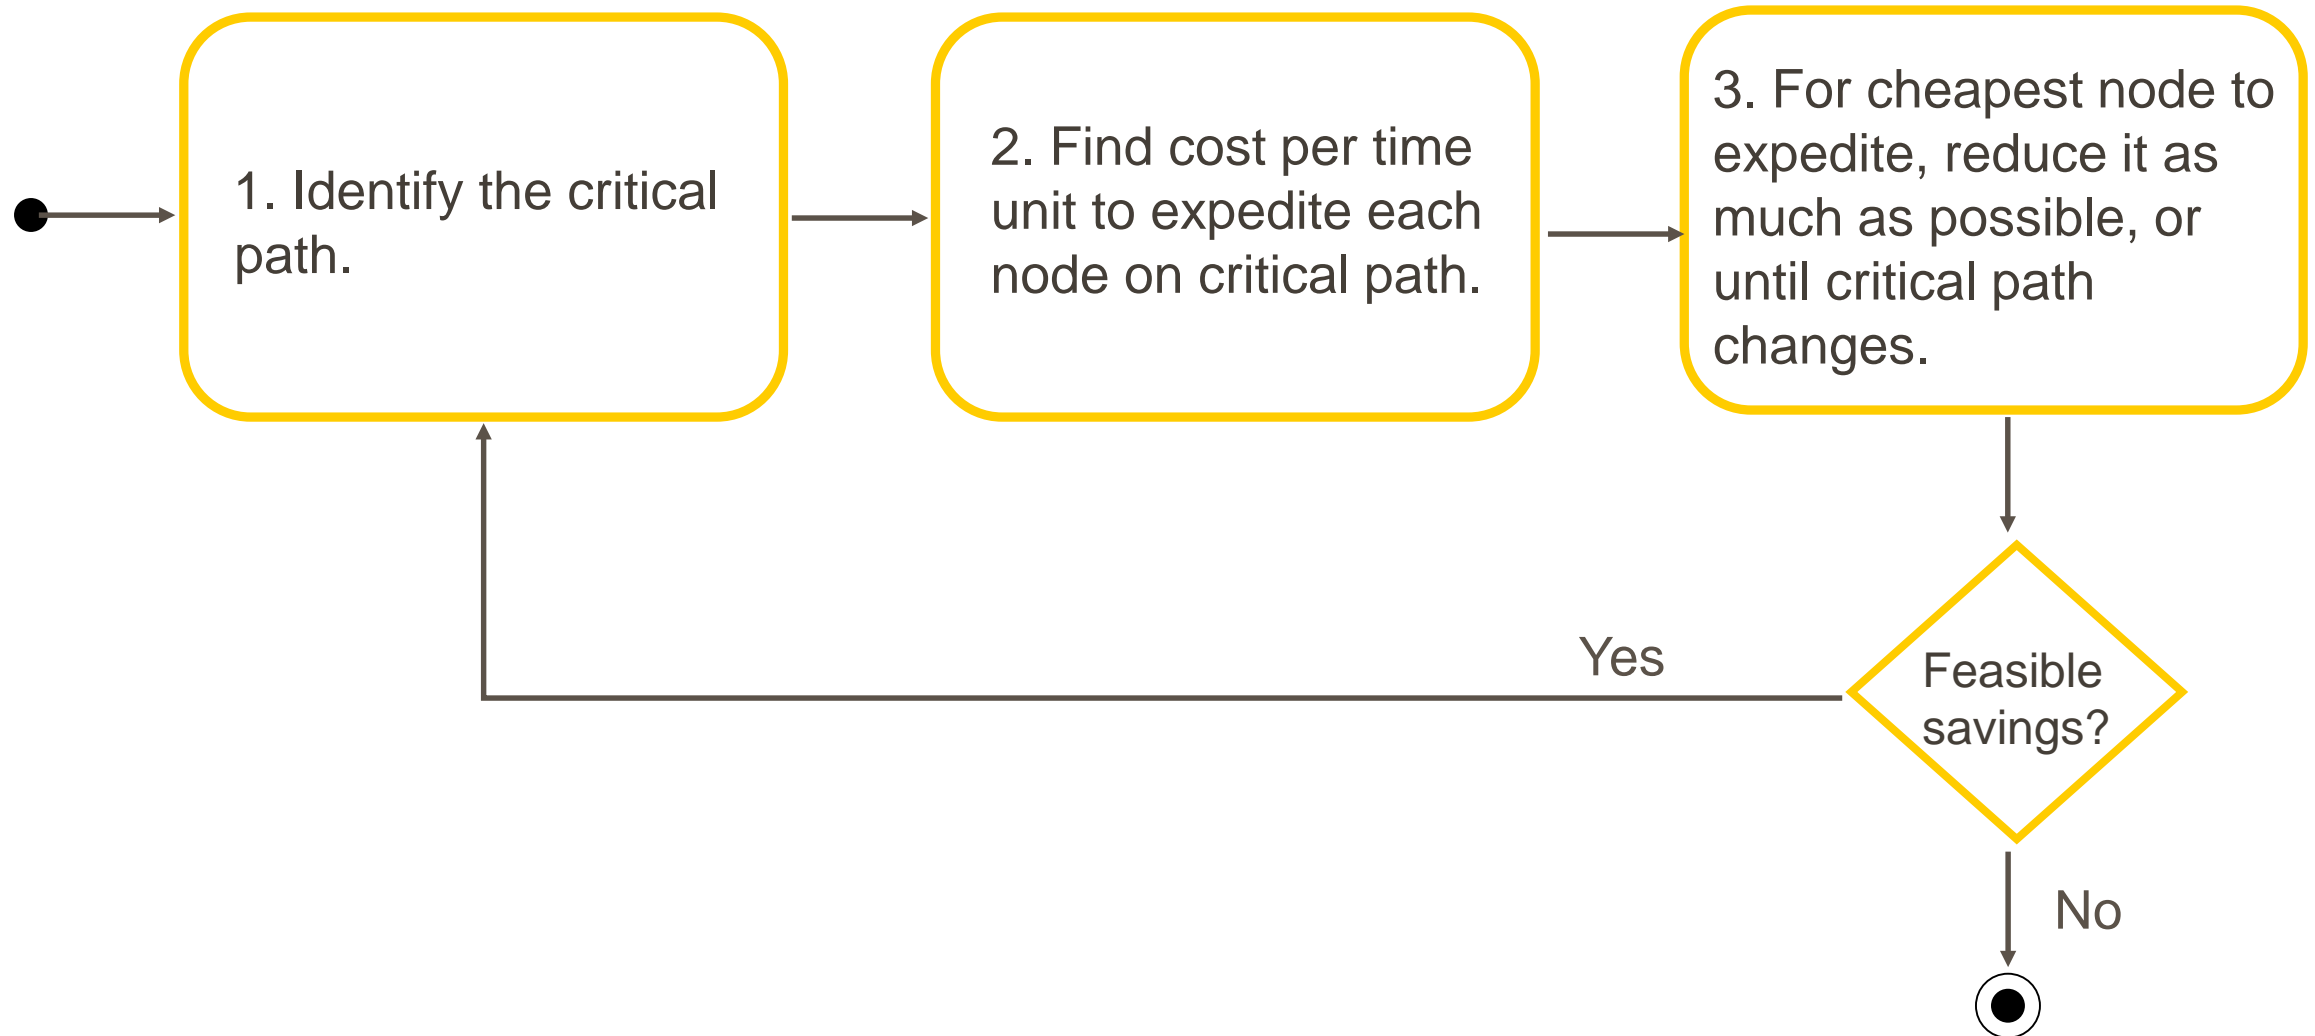 1. Identify the critical
path.
2. Find cost per time
unit to expedite each
node on critical path.
3. For cheapest node to
expedite, reduce it as
much as possible, or
until critical path
changes.
Yes
Feasible
savings?
No